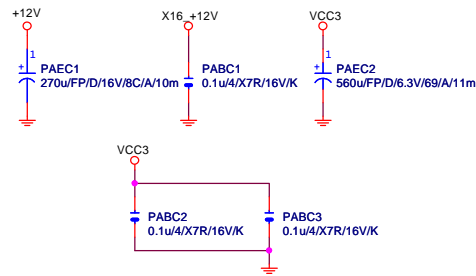 +12V
X16_+12V
VCC3
1
+
PAEC1
270u/FP/D/16V/8C/A/10m
PABC1
0.1u/4/X7R/16V/K
1
+
PAEC2
560u/FP/D/6.3V/69/A/11m
VCC3
PABC2
0.1u/4/X7R/16V/K
PABC3
0.1u/4/X7R/16V/K